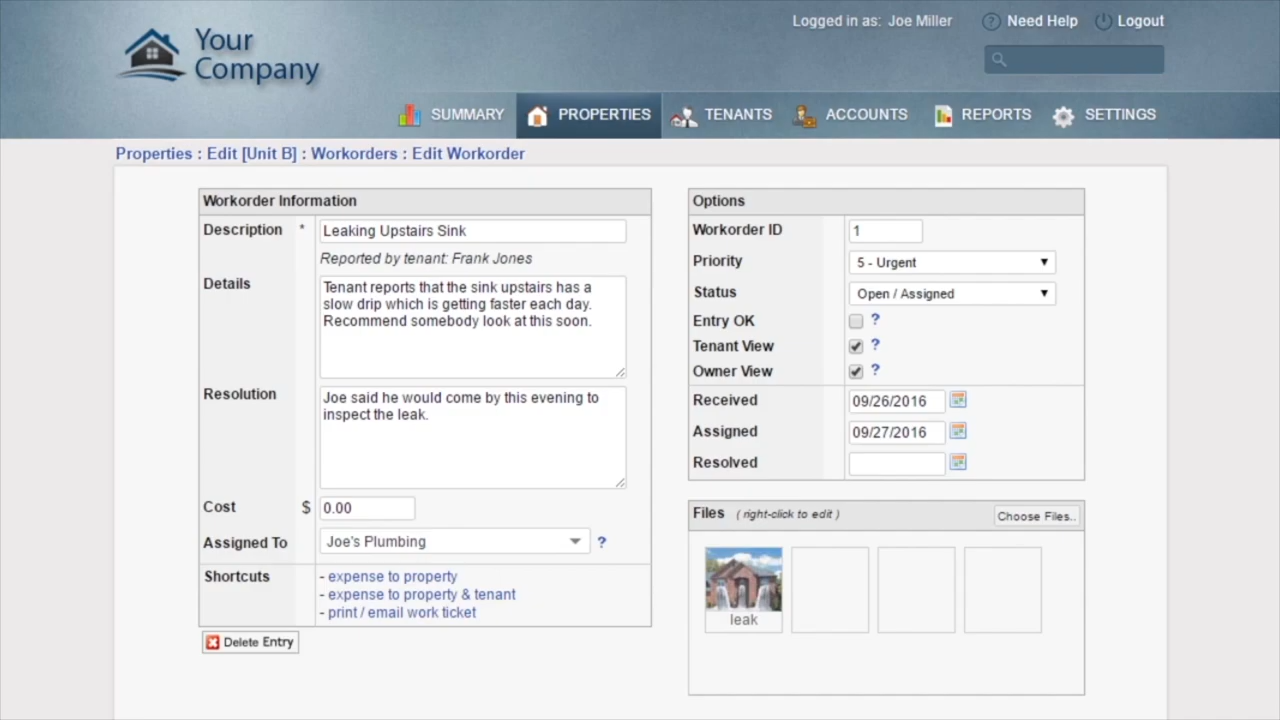 Your
Company
Logged in as: Joe Miller
Need Help
Logout
SUMMARY
PROPERTIES
TENANTS
ACCOUNTS
REPORTS
SETTINGS
Properties : Edit [Unit B] : Workorders : Edit Workorder
Workorder Information
Description * Leaking Upstairs Sink
Reported by tenant: Frank Jones
Details
Tenant reports that the sink upstairs has a
slow drip which is getting faster each day.
Recommend somebody look at this soon.
Resolution
Joe said he would come by this evening to
inspect the leak.
Cost $ 0.00
Assigned To Joe's Plumbing ?
Shortcuts
- expense to property
- expense to property & tenant
- print / email work ticket
Delete Entry
Options
Workorder ID 1
Priority 5 - Urgent
Status Open / Assigned
Entry OK ?
Tenant View ?
Owner View ?
Received 09/26/2016
Assigned 09/27/2016
Resolved
Files ( right-click to edit ) Choose Files..
leak